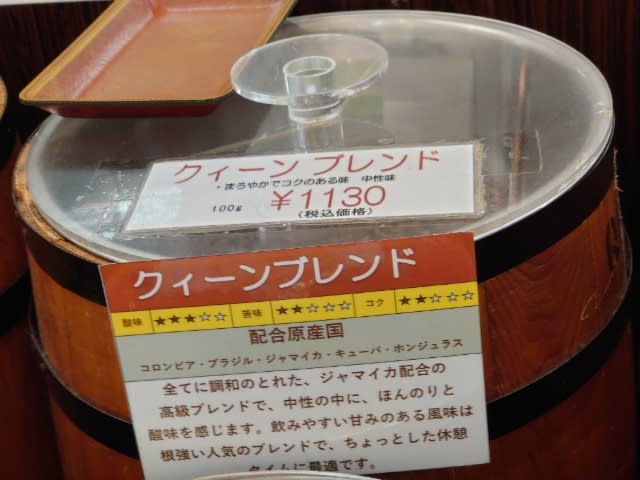 クィーン ブレンド
・まろやかでコクのある味 中性味
100g ¥1130
(税込価格)
クィーンブレンド
酸味 ★★★☆☆ 苦味 ★★☆☆☆ コク ★★☆☆☆
配合原産国
コロンビア・ブラジル・ジャマイカ・キューバ・ホンジュラス
全てに調和のとれた、ジャマイカ配合の
高級ブレンドで、中性の中に、ほんのりと
酸味を感じます。飲みやすい甘みのある風味は
根強い人気のブレンドで、ちょっとした休憩
タイムに最適です。